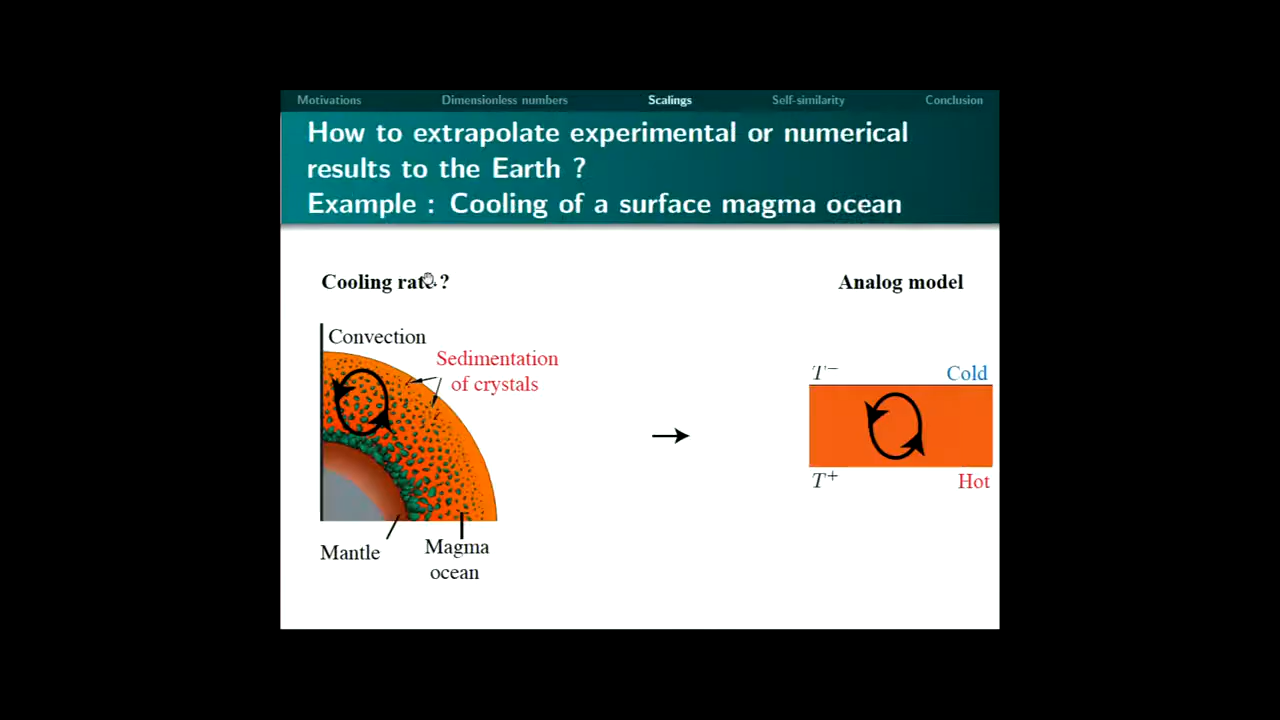 Motivations Dimensionless numbers Scalings Self-similarity Conclusion
How to extrapolate experimental or numerical
results to the Earth ?
Example : Cooling of a surface magma ocean
Cooling rate ?
Analog model
Convection
Sedimentation
of crystals
T⁻ Cold
T⁺ Hot
Mantle
Magma
ocean